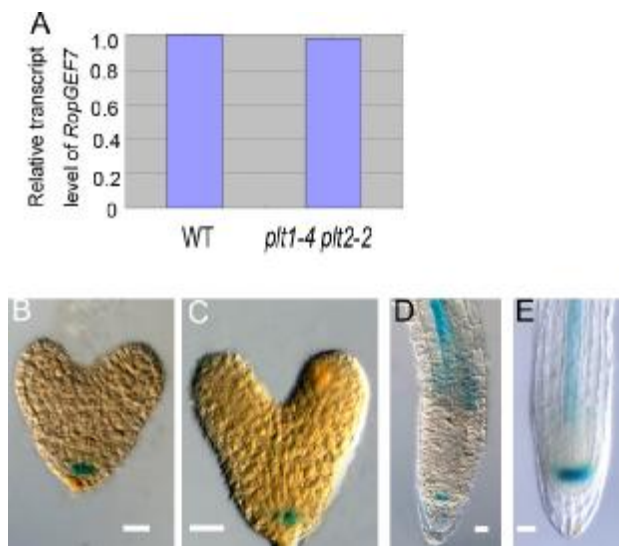 A
Relative transcript
level of RopGEF7
1.0
0.8
0.6
0.4
0.2
0
WT
plt1-4 plt2-2
B
C
D
E